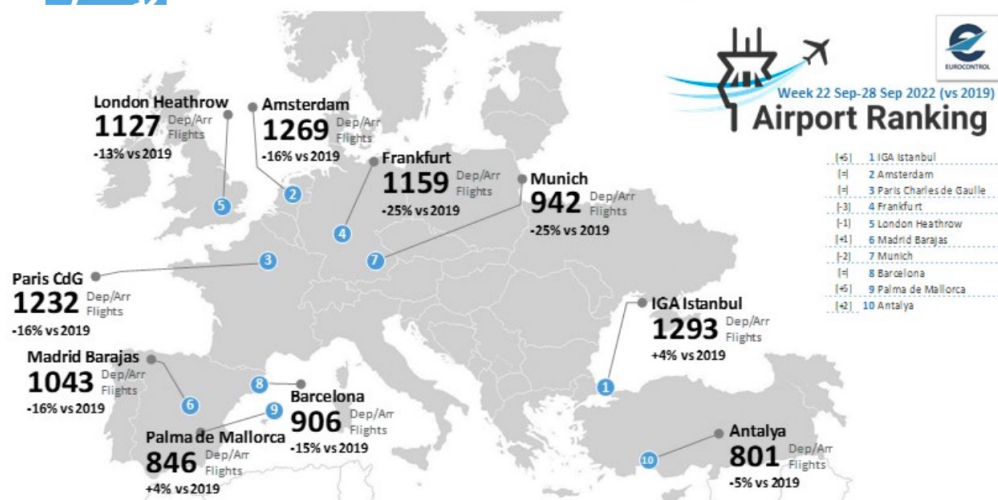 EUROCONTROL
Week 22 Sep-28 Sep 2022 (vs 2019)
Airport Ranking
[+5] 1 IGA Istanbul
[=] 2 Amsterdam
[=] 3 Paris Charles de Gaulle
[-3] 4 Frankfurt
[-1] 5 London Heathrow
[+1] 6 Madrid Barajas
[-2] 7 Munich
[=] 8 Barcelona
[+5] 9 Palma de Mallorca
[+2] 10 Antalya
London Heathrow
1127 Dep/Arr
Flights
-13% vs 2019
Amsterdam
1269 Dep/Arr
Flights
-16% vs 2019
Frankfurt
1159 Dep/Arr
Flights
-25% vs 2019
Munich
942 Dep/Arr
Flights
-25% vs 2019
2
5
4
3
7
Paris CdG
1232 Dep/Arr
Flights
-16% vs 2019
IGA Istanbul
1293 Dep/Arr
Flights
+4% vs 2019
Madrid Barajas
1043 Dep/Arr
Flights
-16% vs 2019
8
1
6
9
Barcelona
906 Dep/Arr
Flights
-15% vs 2019
Palma de Mallorca
846 Dep/Arr
Flights
+4% vs 2019
10
Antalya
801 Dep/Arr
Flights
-5% vs 2019